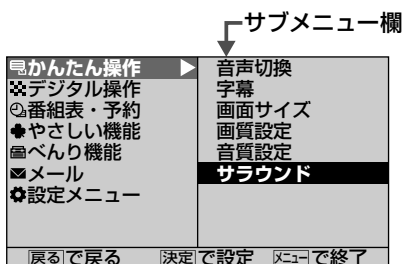 サブメニュー欄
かんたん操作
デジタル操作
番組表・予約
やさしい機能
べんり機能
メール
設定メニュー
音声切換
字幕
画面サイズ
画質設定
音質設定
サラウンド
戻るで戻る 決定で設定 メニューで終了